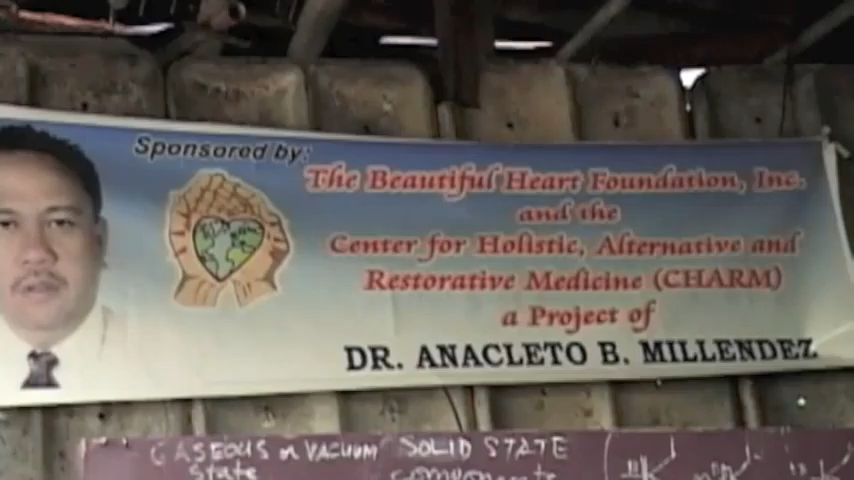 Sponsored by:
The Beautiful Heart Foundation, Inc.
and the
Center for Holistic, Alternative and
Restorative Medicine (CHARM)
a Project of
DR. ANACLETO B. MILLENDEZ
GASEOUS or VACUUM SOLID STATE
State